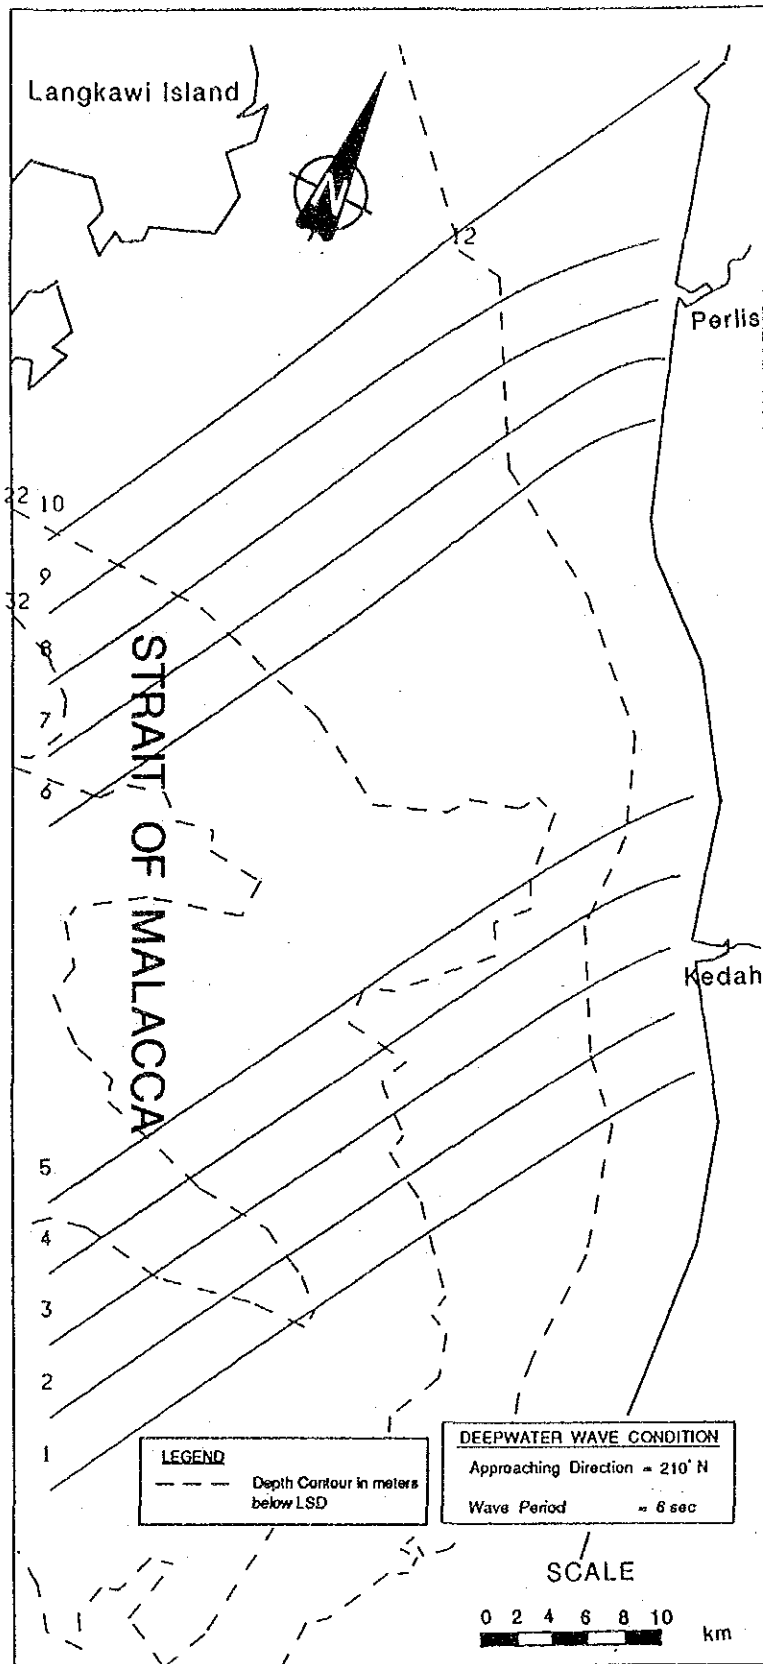 Langkawi Island
N
12
Perlis
22
10
9
32
8
7
6
STRAIT OF MALACCA
Kedah
5
4
3
2
1
LEGEND
Depth Contour in meters
below LSD
DEEPWATER WAVE CONDITION
Approaching Direction = 210° N
Wave Period = 6 sec
SCALE
0 2 4 6 8 10
km